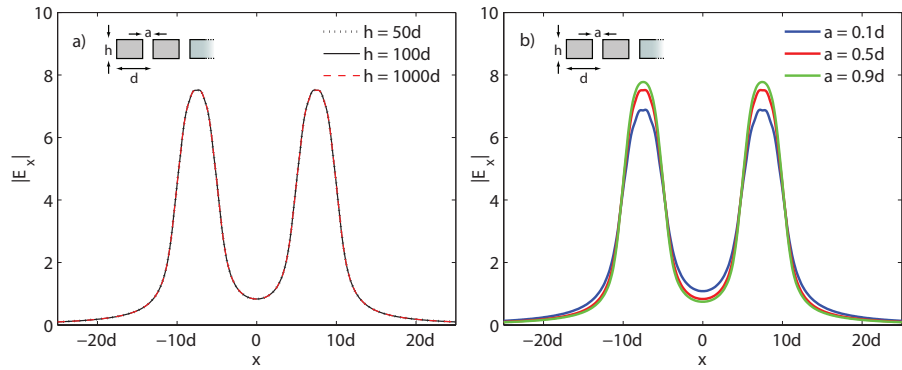 a)
a
h
d
h = 50d
h = 100d
h = 1000d
10
8
6
4
2
0
|E_x|
−20d
−10d
0
10d
20d
x
b)
a
h
d
a = 0.1d
a = 0.5d
a = 0.9d
10
8
6
4
2
0
|E_x|
−20d
−10d
0
10d
20d
x